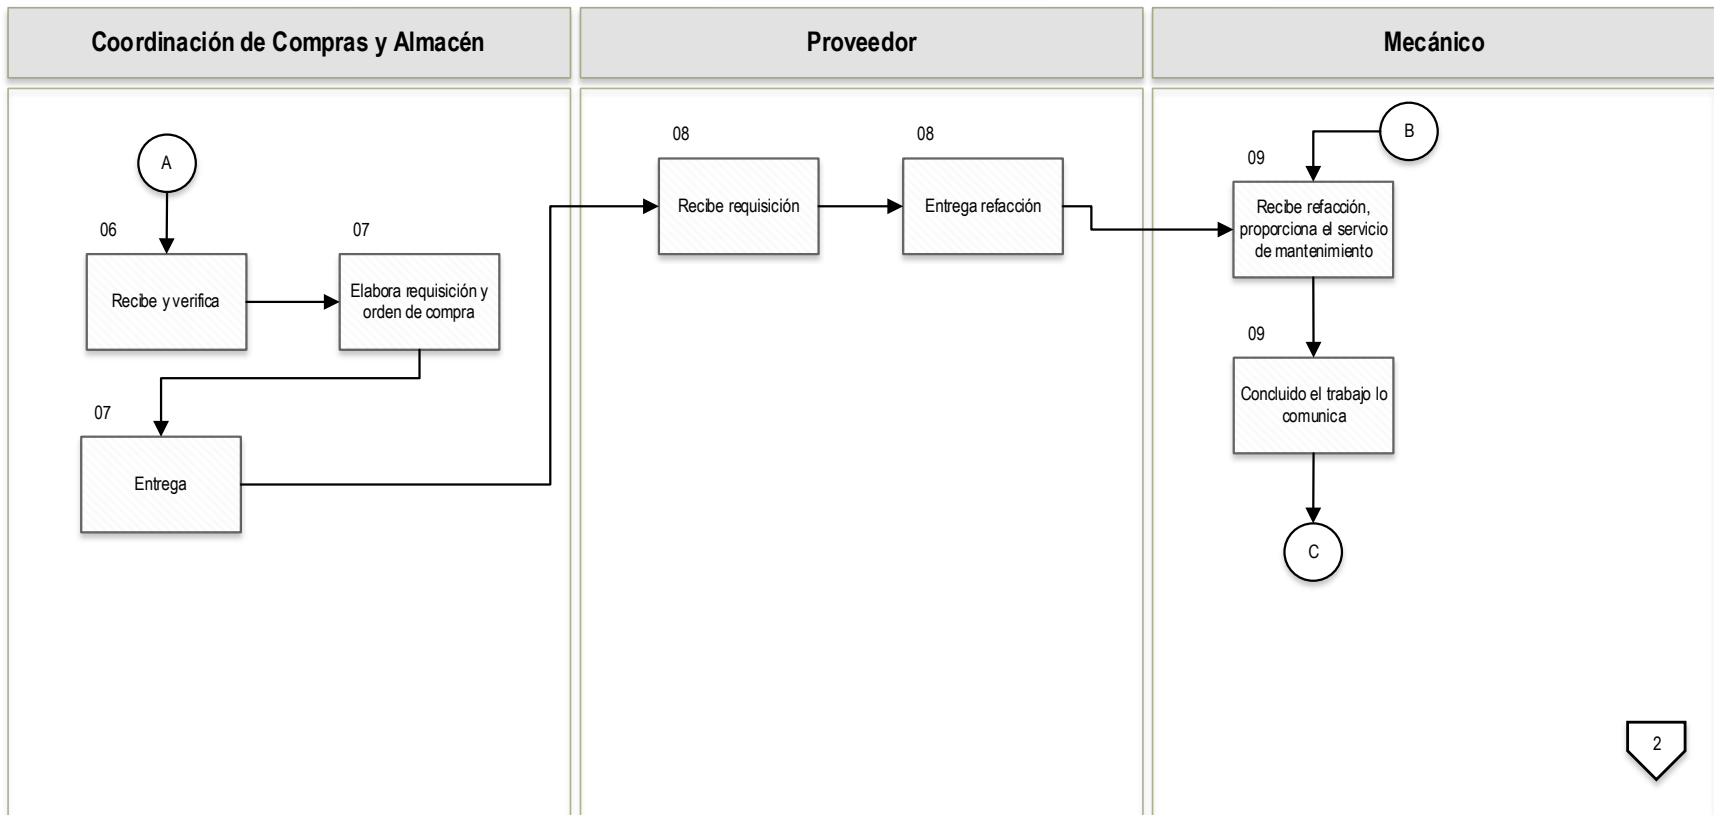 Coordinación de Compras y Almacén
Proveedor
Mecánico
A
06
Recibe y verifica
07
Elabora requisición y
orden de compra
07
Entrega
08
Recibe requisición
08
Entrega refacción
B
09
Recibe refacción,
proporciona el servicio
de mantenimiento
09
Concluido el trabajo lo
comunica
C
2